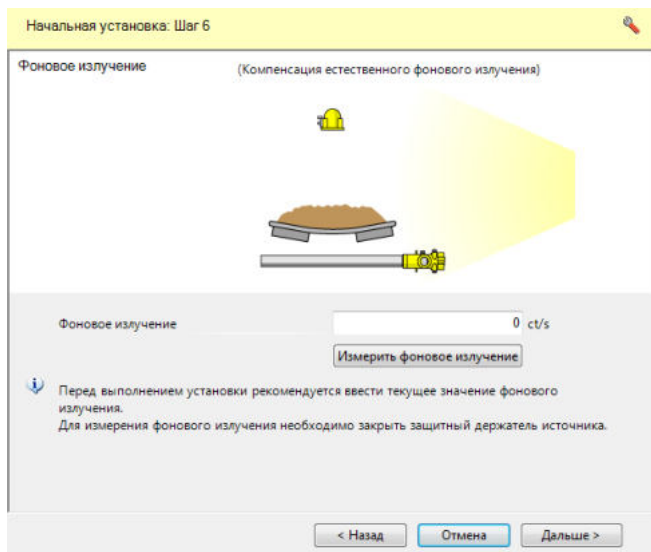 Начальная установка: Шаг 6
Фоновое излучение
(Компенсация естественного фонового излучения)
Фоновое излучение 0 ct/s
Измерить фоновое излучение
Перед выполнением установки рекомендуется ввести текущее значение фонового
излучения.
Для измерения фонового излучения необходимо закрыть защитный держатель источника.
< Назад Отмена Дальше >